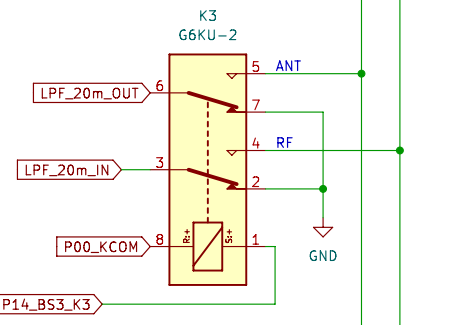 K3
G6KU-2
5 ANT
LPF_20m_OUT 6
7
4 RF
LPF_20m_IN 3
2
P00_KCOM 8 R:+ S:+ 1
GND
P14_BS3_K3